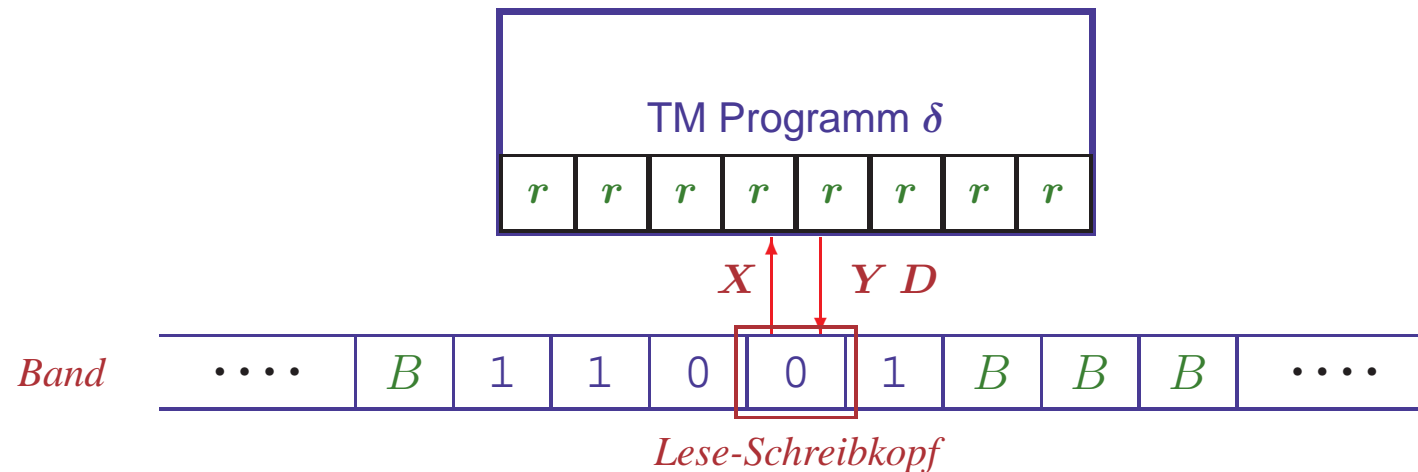 TM Programm δ
r r r r r r r r
X Y D
Band •••• B 1 1 0 0 1 B B B ••••
Lese-Schreibkopf